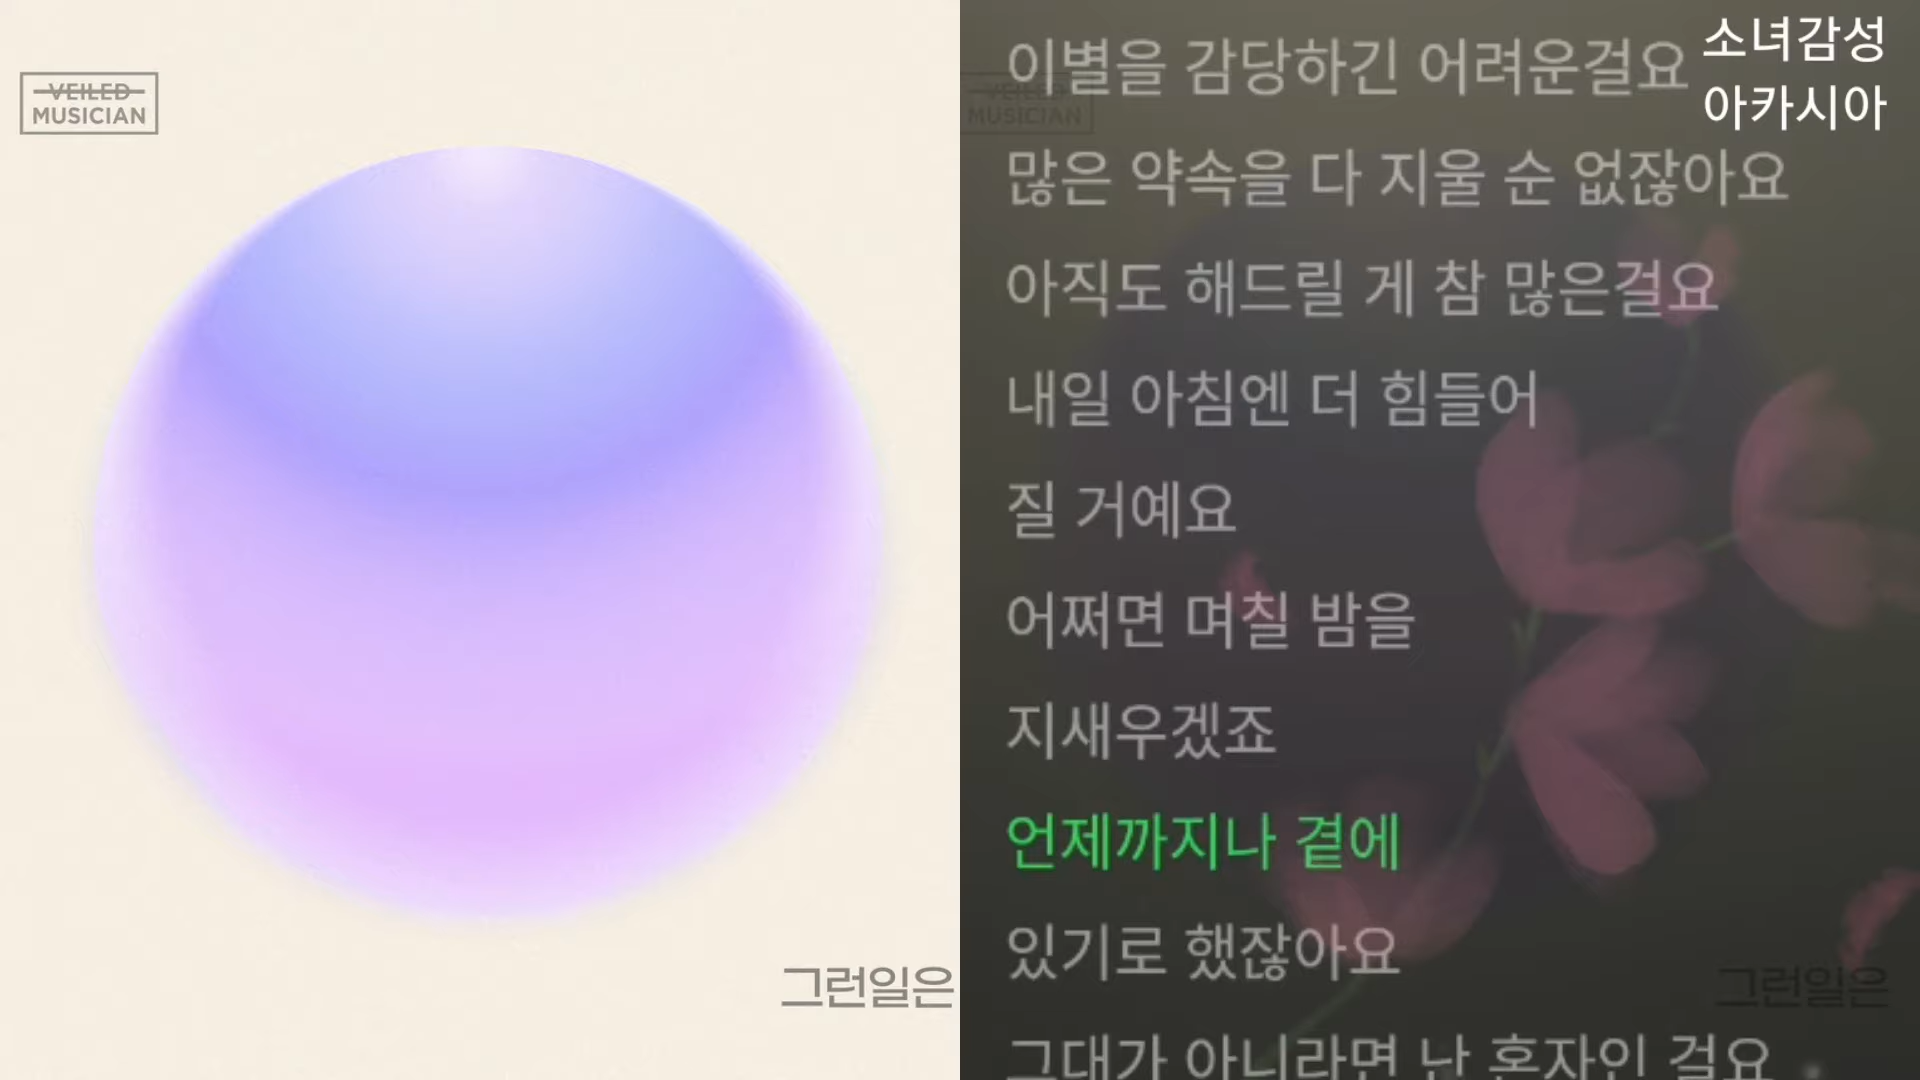 VEILED
MUSICIAN
그런일은
소녀감성
아카시아
VEILED
MUSICIAN
이별을 감당하긴 어려운걸요
많은 약속을 다 지울 순 없잖아요
아직도 해드릴 게 참 많은걸요
내일 아침엔 더 힘들어
질 거예요
어쩌면 며칠 밤을
지새우겠죠
언제까지나 곁에
있기로 했잖아요
그대가 아니라면 난 혼자인 걸요
그런일은